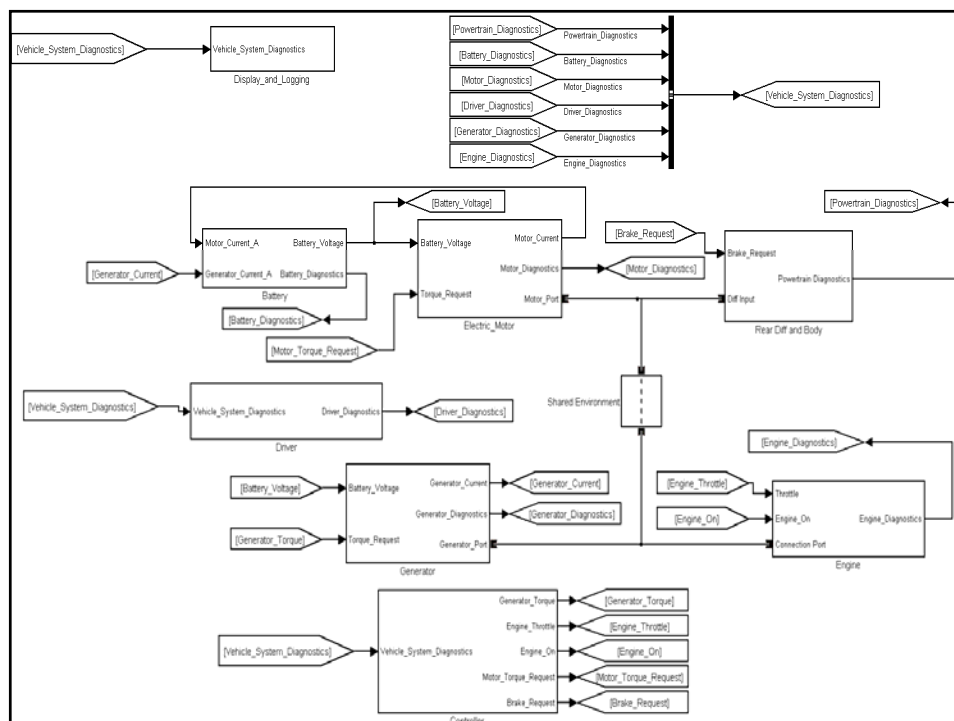 [Vehicle_System_Diagnostics]
Vehicle_System_Diagnostics
Display_and_Logging
[Powertrain_Diagnostics]
Powertrain_Diagnostics
[Battery_Diagnostics]
Battery_Diagnostics
[Motor_Diagnostics]
Motor_Diagnostics
[Driver_Diagnostics]
Driver_Diagnostics
[Generator_Diagnostics]
Generator_Diagnostics
[Engine_Diagnostics]
Engine_Diagnostics
[Vehicle_System_Diagnostics]
[Battery_Voltage]
[Powertrain_Diagnostics]
[Generator_Current]
Motor_Current_A
Battery_Voltage
Generator_Current_A
Battery_Diagnostics
Battery
[Battery_Diagnostics]
[Motor_Torque_Request]
Battery_Voltage
Motor_Current
Motor_Diagnostics
Torque_Request
Motor_Port
Electric_Motor
[Motor_Diagnostics]
[Brake_Request]
Brake_Request
Powertrain Diagnostics
Diff Input
Rear Diff and Body
Shared Environment
[Vehicle_System_Diagnostics]
Vehicle_System_Diagnostics
Driver_Diagnostics
Driver
[Driver_Diagnostics]
[Battery_Voltage]
[Generator_Torque]
Battery_Voltage
Generator_Current
Generator_Diagnostics
Torque_Request
Generator_Port
Generator
[Generator_Current]
[Generator_Diagnostics]
[Engine_Diagnostics]
[Engine_Throttle]
[Engine_On]
Throttle
Engine_On
Engine_Diagnostics
Connection Port
Engine
[Vehicle_System_Diagnostics]
Vehicle_System_Diagnostics
Generator_Torque
Engine_Throttle
Engine_On
Motor_Torque_Request
Brake_Request
Controller
[Generator_Torque]
[Engine_Throttle]
[Engine_On]
[Motor_Torque_Request]
[Brake_Request]